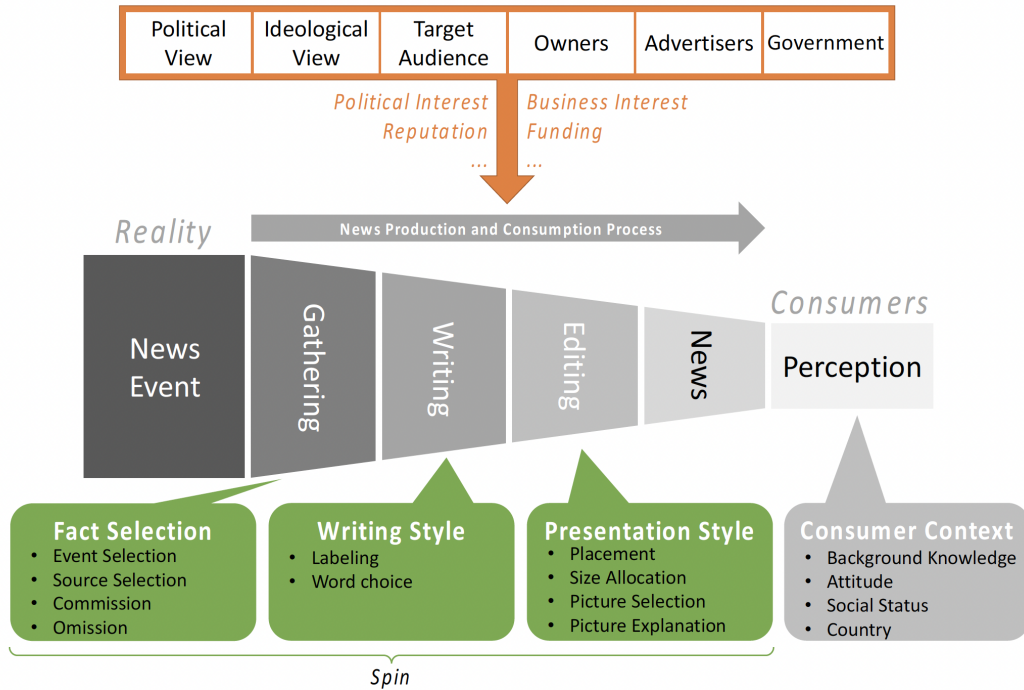 Political View
Ideological View
Target Audience
Owners
Advertisers
Government
Political Interest
Reputation
...
Business Interest
Funding
...
Reality
News Production and Consumption Process
Consumers
News Event
Gathering
Writing
Editing
News
Perception
Fact Selection
• Event Selection
• Source Selection
• Commission
• Omission
Writing Style
• Labeling
• Word choice
Presentation Style
• Placement
• Size Allocation
• Picture Selection
• Picture Explanation
Consumer Context
• Background Knowledge
• Attitude
• Social Status
• Country
Spin